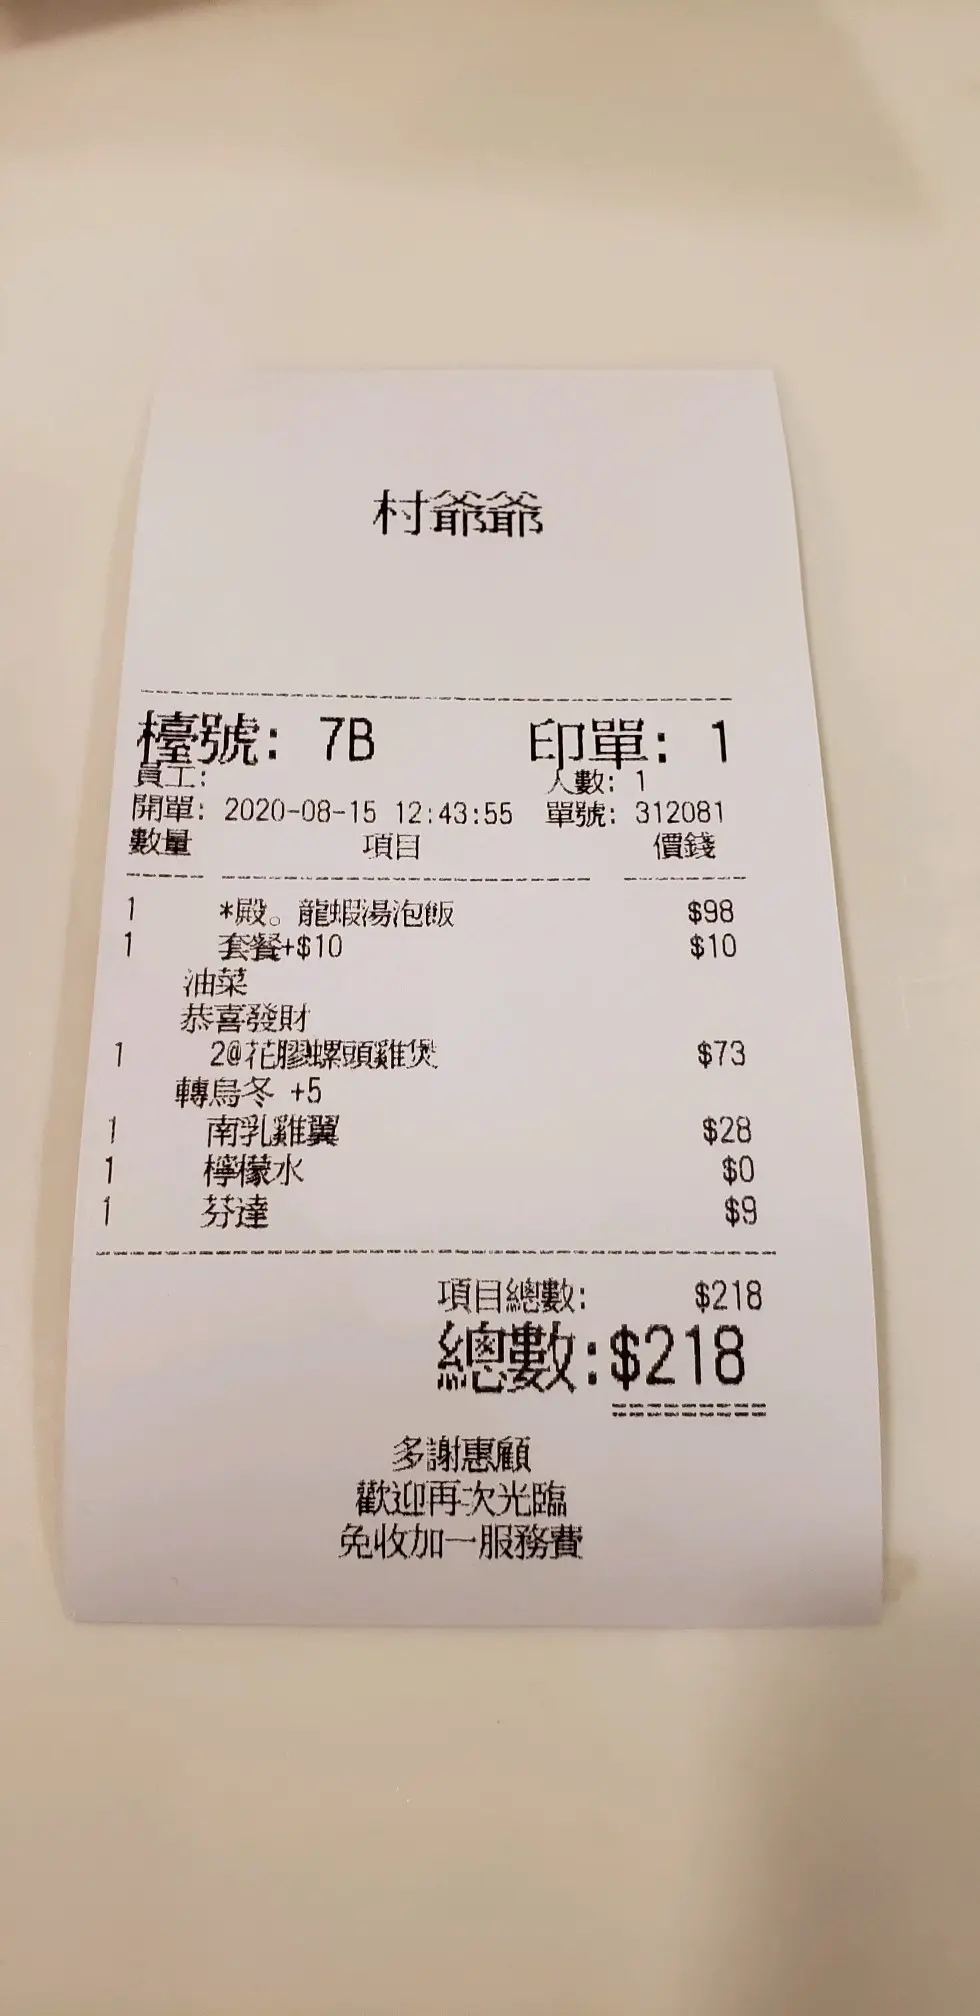 村爺爺
檯號: 7B 印單: 1
員工: 人數: 1
開單: 2020-08-15 12:43:55 單號: 312081
數量 項目 價錢
1 *殿。龍蝦湯泡飯 $98
1 套餐+$10 $10
油菜
恭喜發財
1 2@花膠螺頭雞煲 $73
轉烏冬 +5
1 南乳雞翼 $28
1 檸檬水 $0
1 芬達 $9
項目總數: $218
總數:$218
多謝惠顧
歡迎再次光臨
免收加一服務費